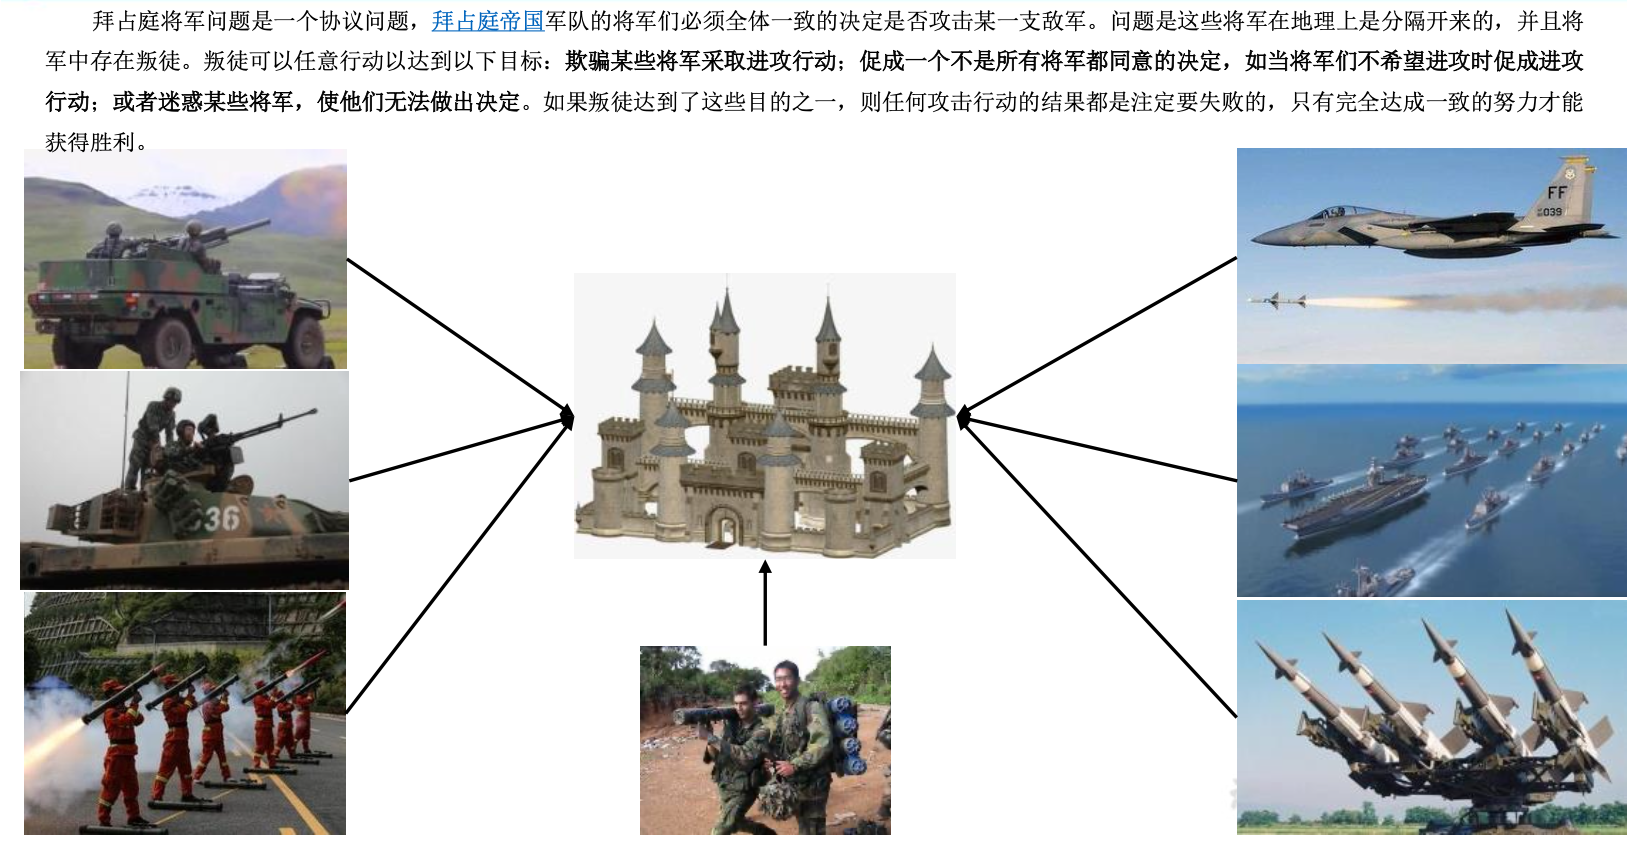 拜占庭将军问题是一个协议问题，拜占庭帝国军队的将军们必须全体一致的决定是否攻击某一支敌军。问题是这些将军在地理上是分隔开来的，并且将
军中存在叛徒。叛徒可以任意行动以达到以下目标：欺骗某些将军采取进攻行动；促成一个不是所有将军都同意的决定，如当将军们不希望进攻时促成进攻
行动；或者迷惑某些将军，使他们无法做出决定。如果叛徒达到了这些目的之一，则任何攻击行动的结果都是注定要失败的，只有完全达成一致的努力才能
获得胜利。
FF
039
36